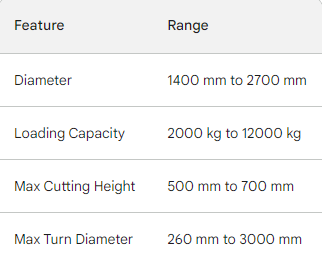 Feature Range
Diameter 1400 mm to 2700 mm
Loading Capacity 2000 kg to 12000 kg
Max Cutting Height 500 mm to 700 mm
Max Turn Diameter 260 mm to 3000 mm